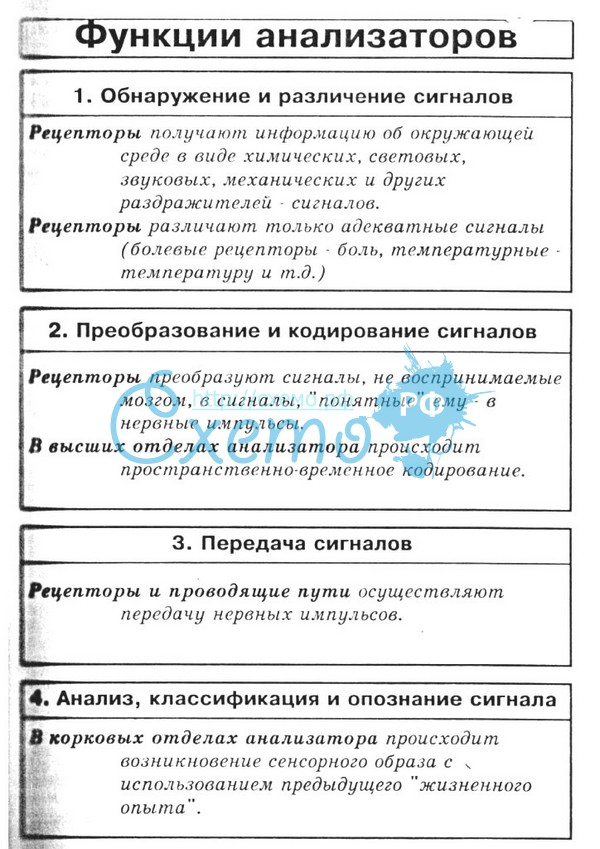 Функции анализаторов
1. Обнаружение и различение сигналов
Рецепторы получают информацию об окружающей
среде в виде химических, световых,
звуковых, механических и других
раздражителей - сигналов.
Рецепторы различают только адекватные сигналы
(болевые рецепторы - боль, температурные -
температуру и т.д.)
2. Преобразование и кодирование сигналов
Рецепторы преобразуют сигналы, не воспринимаемые
мозгом, в сигналы, "понятные" ему - в
нервные импульсы.
В высших отделах анализатора происходит
пространственно-временное кодирование.
Схемо
РФ
3. Передача сигналов
Рецепторы и проводящие пути осуществляют
передачу нервных импульсов.
4. Анализ, классификация и опознание сигнала
В корковых отделах анализатора происходит
возникновение сенсорного образа с
использованием предыдущего "жизненного
опыта".